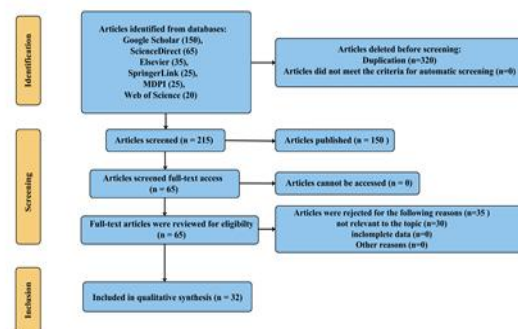 Identification
Articles identified from databases:
Google Scholar (150),
ScienceDirect (65)
Elsevier (35),
SpringerLink (25),
MDPI (25),
Web of Science (20)
Articles deleted before screening:
Duplication (n=320)
Articles did not meet the criteria for automatic screening (n=0)
Screening
Articles screened (n = 215)
Articles published (n = 150 )
Articles screened full-text access
(n = 65)
Articles cannot be accessed (n = 0)
Full-text articles were reviewed for eligibilty
(n = 65)
Articles were rejected for the following reasons (n=35 )
not relevant to the topic (n=30)
inclomplete data (n=0)
Other reasons (n=0)
Inclusion
Included in qualitative synthesis (n = 32)